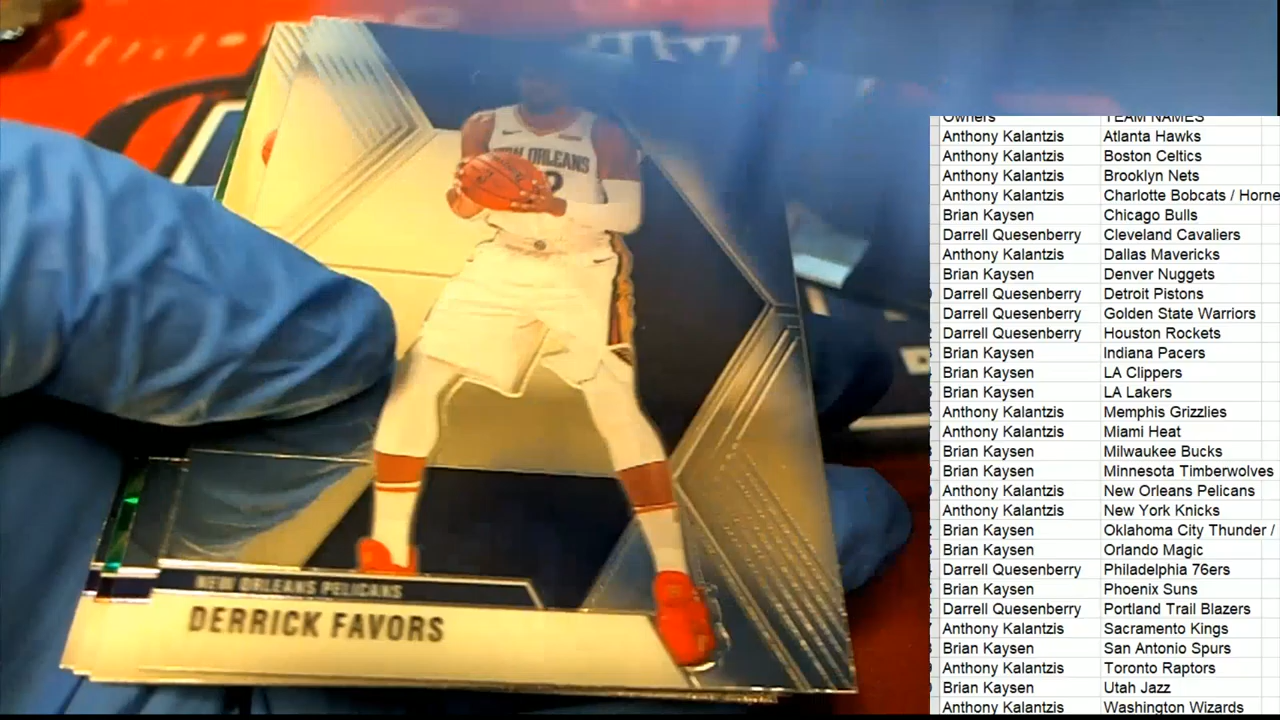 NEW ORLEANS
NEW ORLEANS PELICANS
DERRICK FAVORS
Owners TEAM NAMES
Anthony Kalantzis Atlanta Hawks
Anthony Kalantzis Boston Celtics
Anthony Kalantzis Brooklyn Nets
Anthony Kalantzis Charlotte Bobcats / Horne
Brian Kaysen Chicago Bulls
Darrell Quesenberry Cleveland Cavaliers
Anthony Kalantzis Dallas Mavericks
Brian Kaysen Denver Nuggets
Darrell Quesenberry Detroit Pistons
Darrell Quesenberry Golden State Warriors
Darrell Quesenberry Houston Rockets
Brian Kaysen Indiana Pacers
Brian Kaysen LA Clippers
Brian Kaysen LA Lakers
Anthony Kalantzis Memphis Grizzlies
Anthony Kalantzis Miami Heat
Brian Kaysen Milwaukee Bucks
Brian Kaysen Minnesota Timberwolves
Anthony Kalantzis New Orleans Pelicans
Anthony Kalantzis New York Knicks
Brian Kaysen Oklahoma City Thunder /
Brian Kaysen Orlando Magic
Darrell Quesenberry Philadelphia 76ers
Brian Kaysen Phoenix Suns
Darrell Quesenberry Portland Trail Blazers
Anthony Kalantzis Sacramento Kings
Brian Kaysen San Antonio Spurs
Anthony Kalantzis Toronto Raptors
Brian Kaysen Utah Jazz
Anthony Kalantzis Washington Wizards